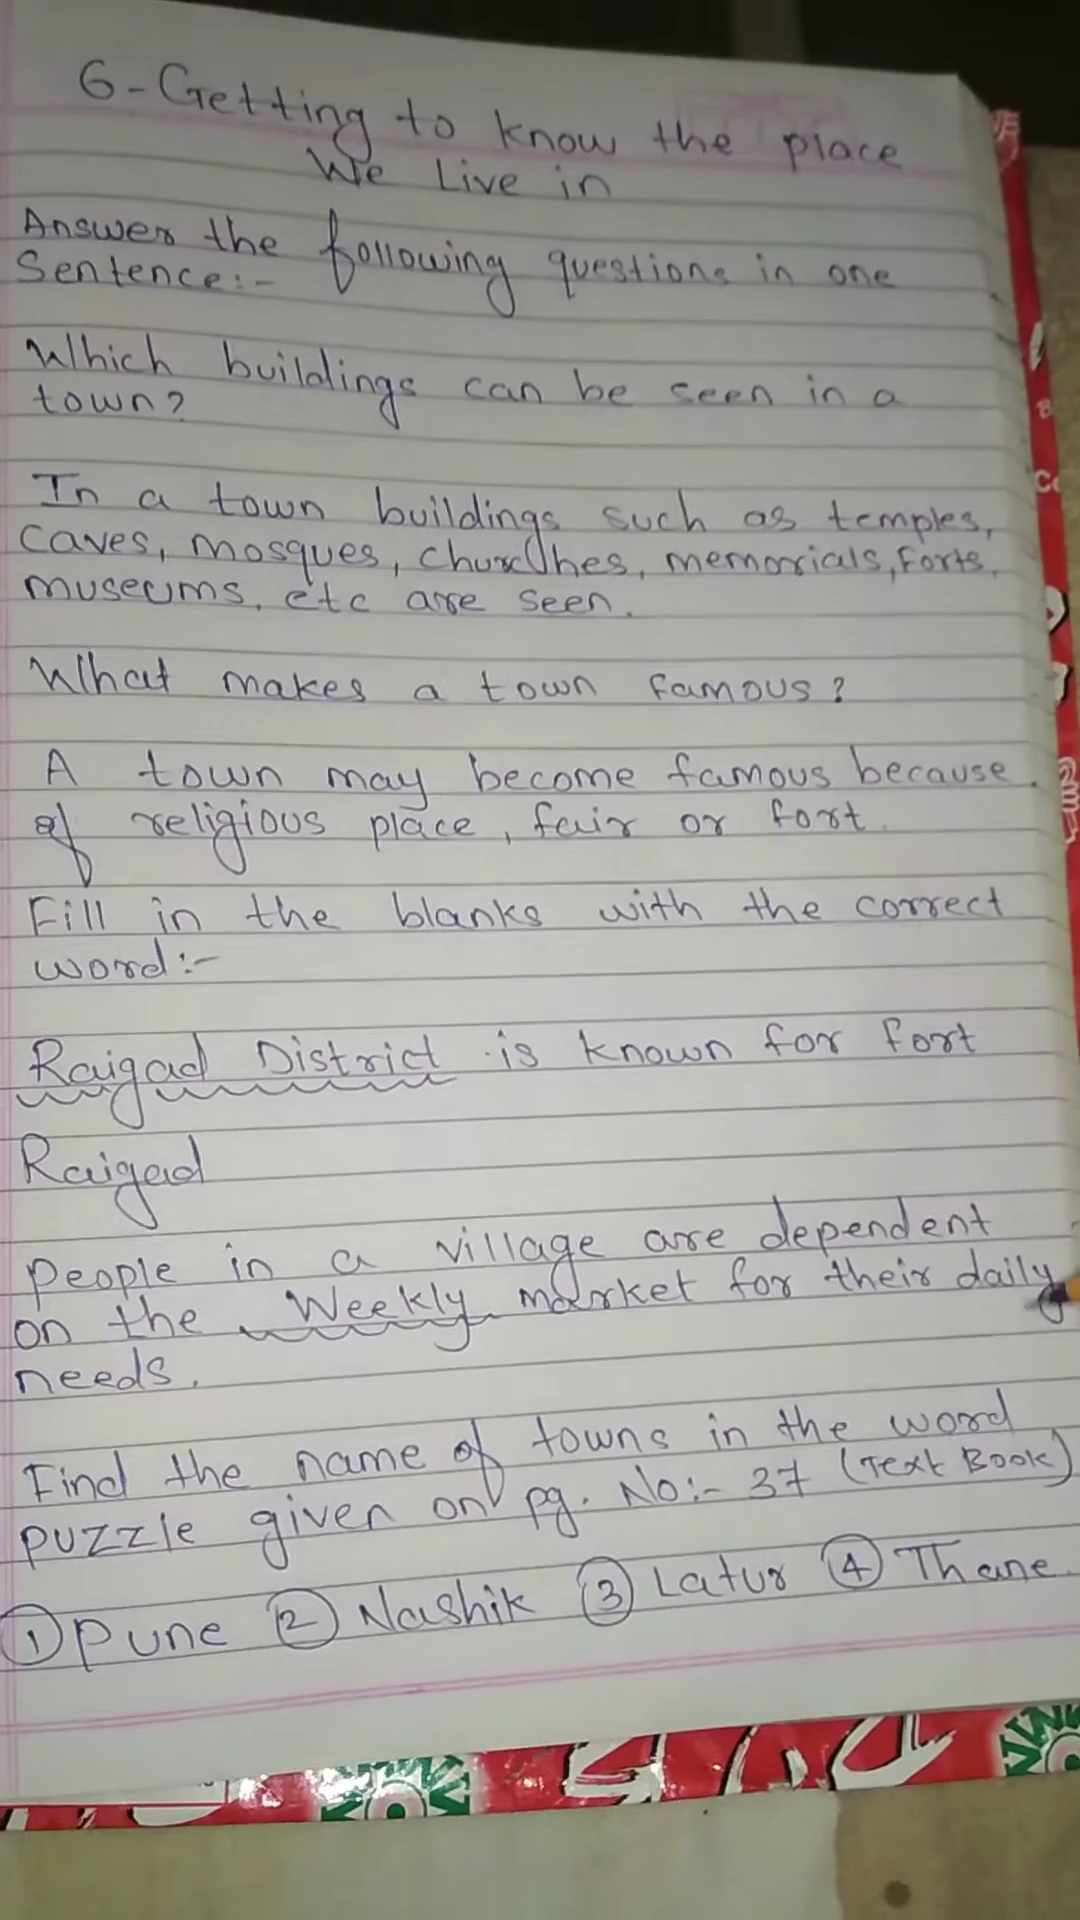 6-Getting to know the place
We Live in
Answer the following questions in one
Sentence:-
Which buildings can be seen in a
town?
In a town buildings such as temples,
caves, mosques, churches, memorials, Forts,
museums, etc are seen.
What makes a town famous?
A town may become famous because
of religious place, fair or fort.
Fill in the blanks with the correct
word:-
Raigad District is known for fort
Raigad
People in a village are dependent
on the Weekly market for their daily
needs.
Find the name of towns in the word
puzzle given on pg. No:- 37 (Text Book)
① Pune ② Nashik ③ Latur ④ Thane